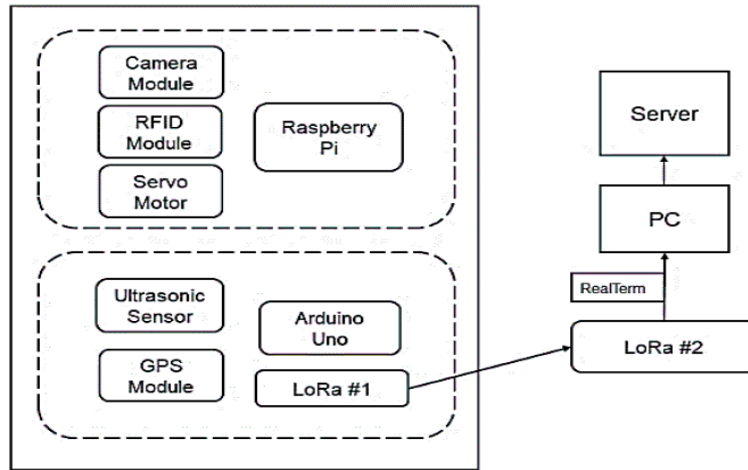 Camera
Module
RFID
Module
Servo
Motor
Raspberry
Pi
Ultrasonic
Sensor
GPS
Module
Arduino
Uno
LoRa #1
Server
PC
RealTerm
LoRa #2